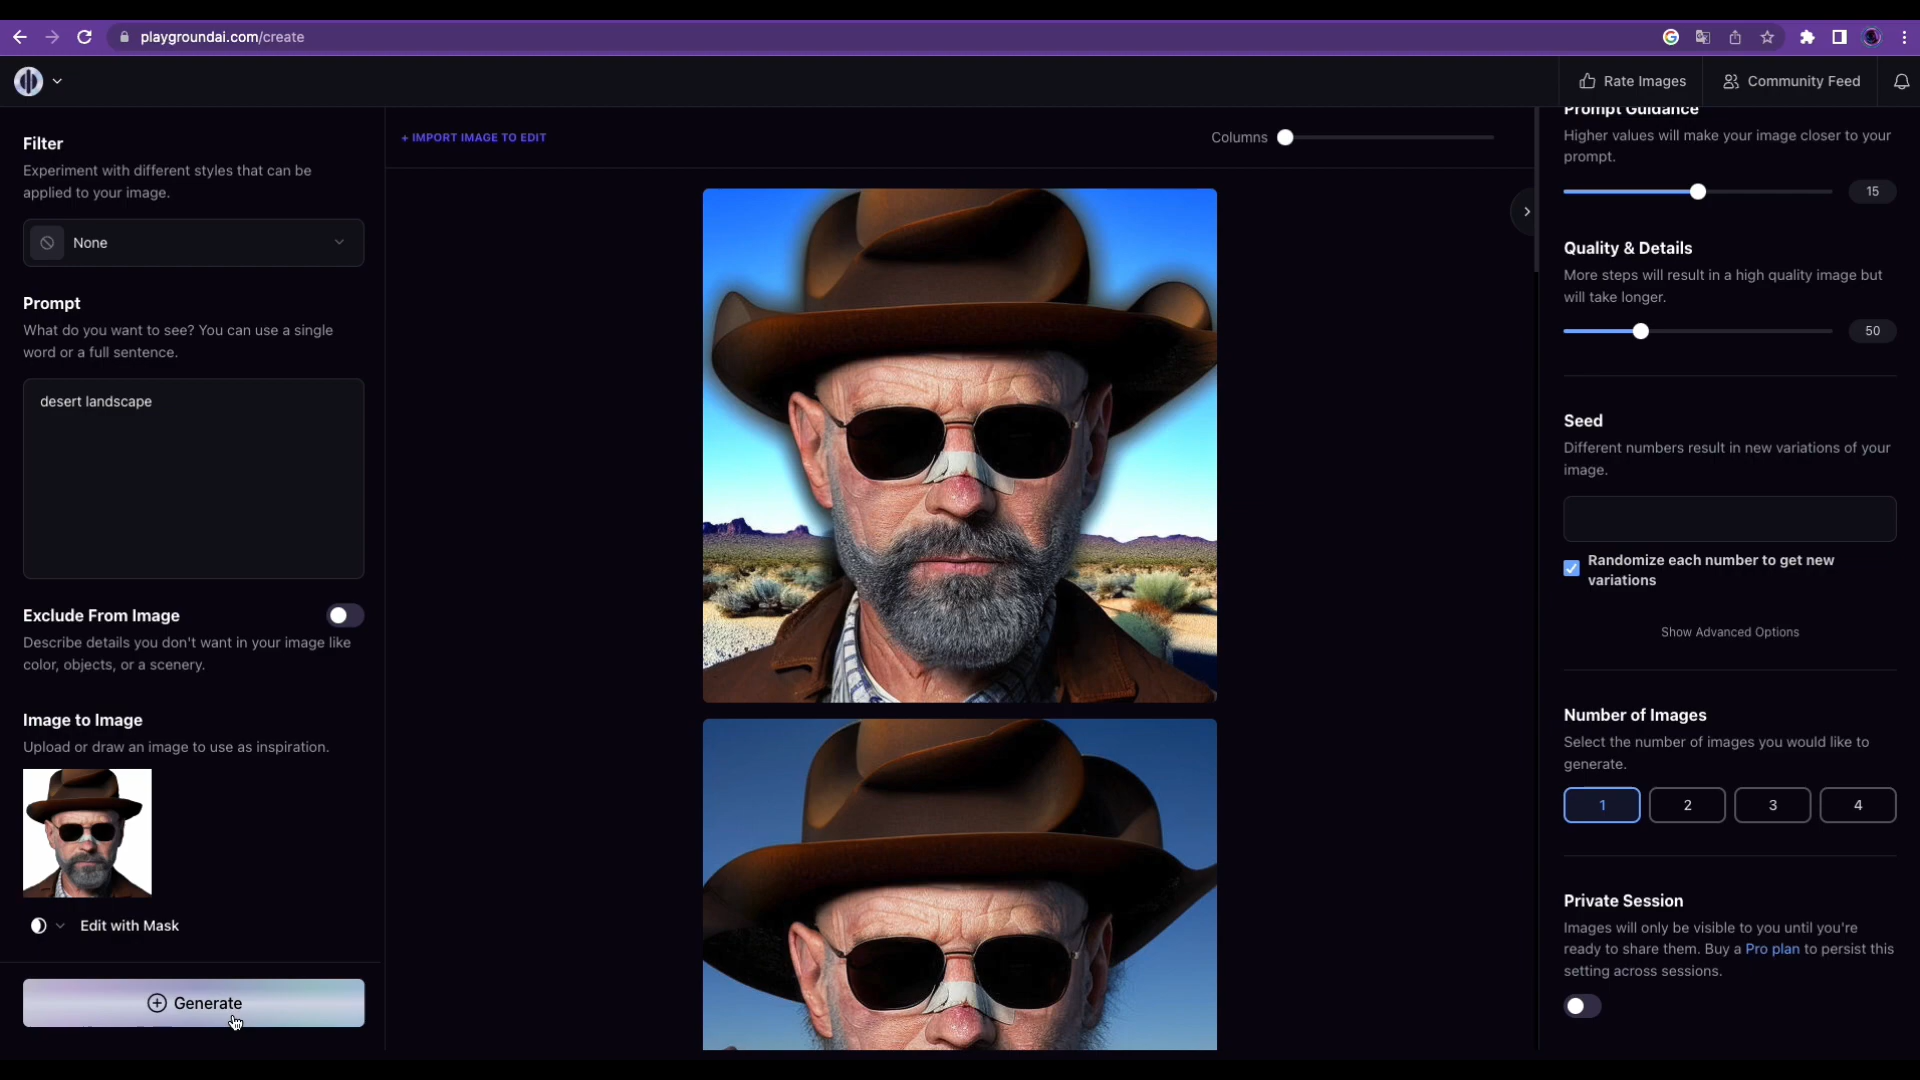 playgroundai.com/create
Rate Images
Community Feed
Filter
Experiment with different styles that can be
applied to your image.
None
Prompt
What do you want to see? You can use a single
word or a full sentence.
desert landscape
Exclude From Image
Describe details you don't want in your image like
color, objects, or a scenery.
Image to Image
Upload or draw an image to use as inspiration.
Edit with Mask
Generate
+ IMPORT IMAGE TO EDIT
Columns
Prompt Guidance
Higher values will make your image closer to your
prompt.
15
Quality & Details
More steps will result in a high quality image but
will take longer.
50
Seed
Different numbers result in new variations of your
image.
Randomize each number to get new
variations
Show Advanced Options
Number of Images
Select the number of images you would like to
generate.
1 2 3 4
Private Session
Images will only be visible to you until you're
ready to share them. Buy a Pro plan to persist this
setting across sessions.